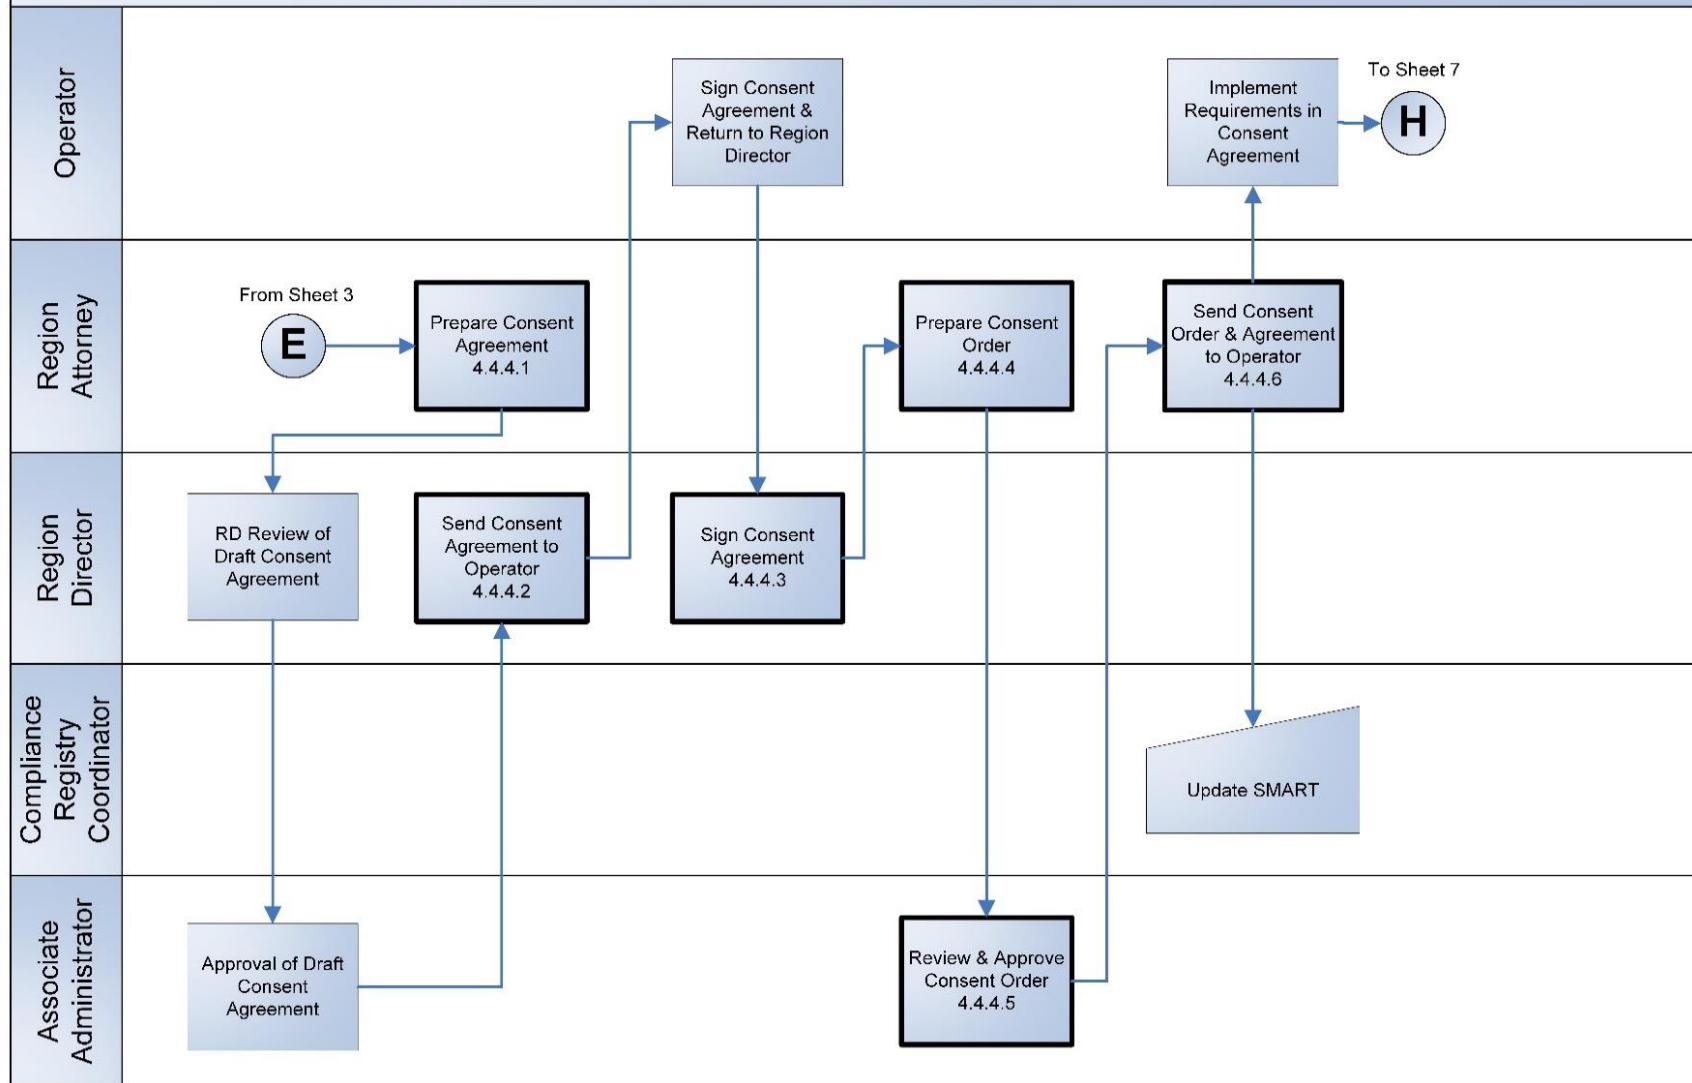 Operator
Sign Consent
Agreement &
Return to Region
Director
Implement
Requirements in
Consent
Agreement
To Sheet 7
H
Region
Attorney
From Sheet 3
E
Prepare Consent
Agreement
4.4.4.1
Prepare Consent
Order
4.4.4.4
Send Consent
Order & Agreement
to Operator
4.4.4.6
Region
Director
RD Review of
Draft Consent
Agreement
Send Consent
Agreement to
Operator
4.4.4.2
Sign Consent
Agreement
4.4.4.3
Compliance
Registry
Coordinator
Update SMART
Associate
Administrator
Approval of Draft
Consent
Agreement
Review & Approve
Consent Order
4.4.4.5